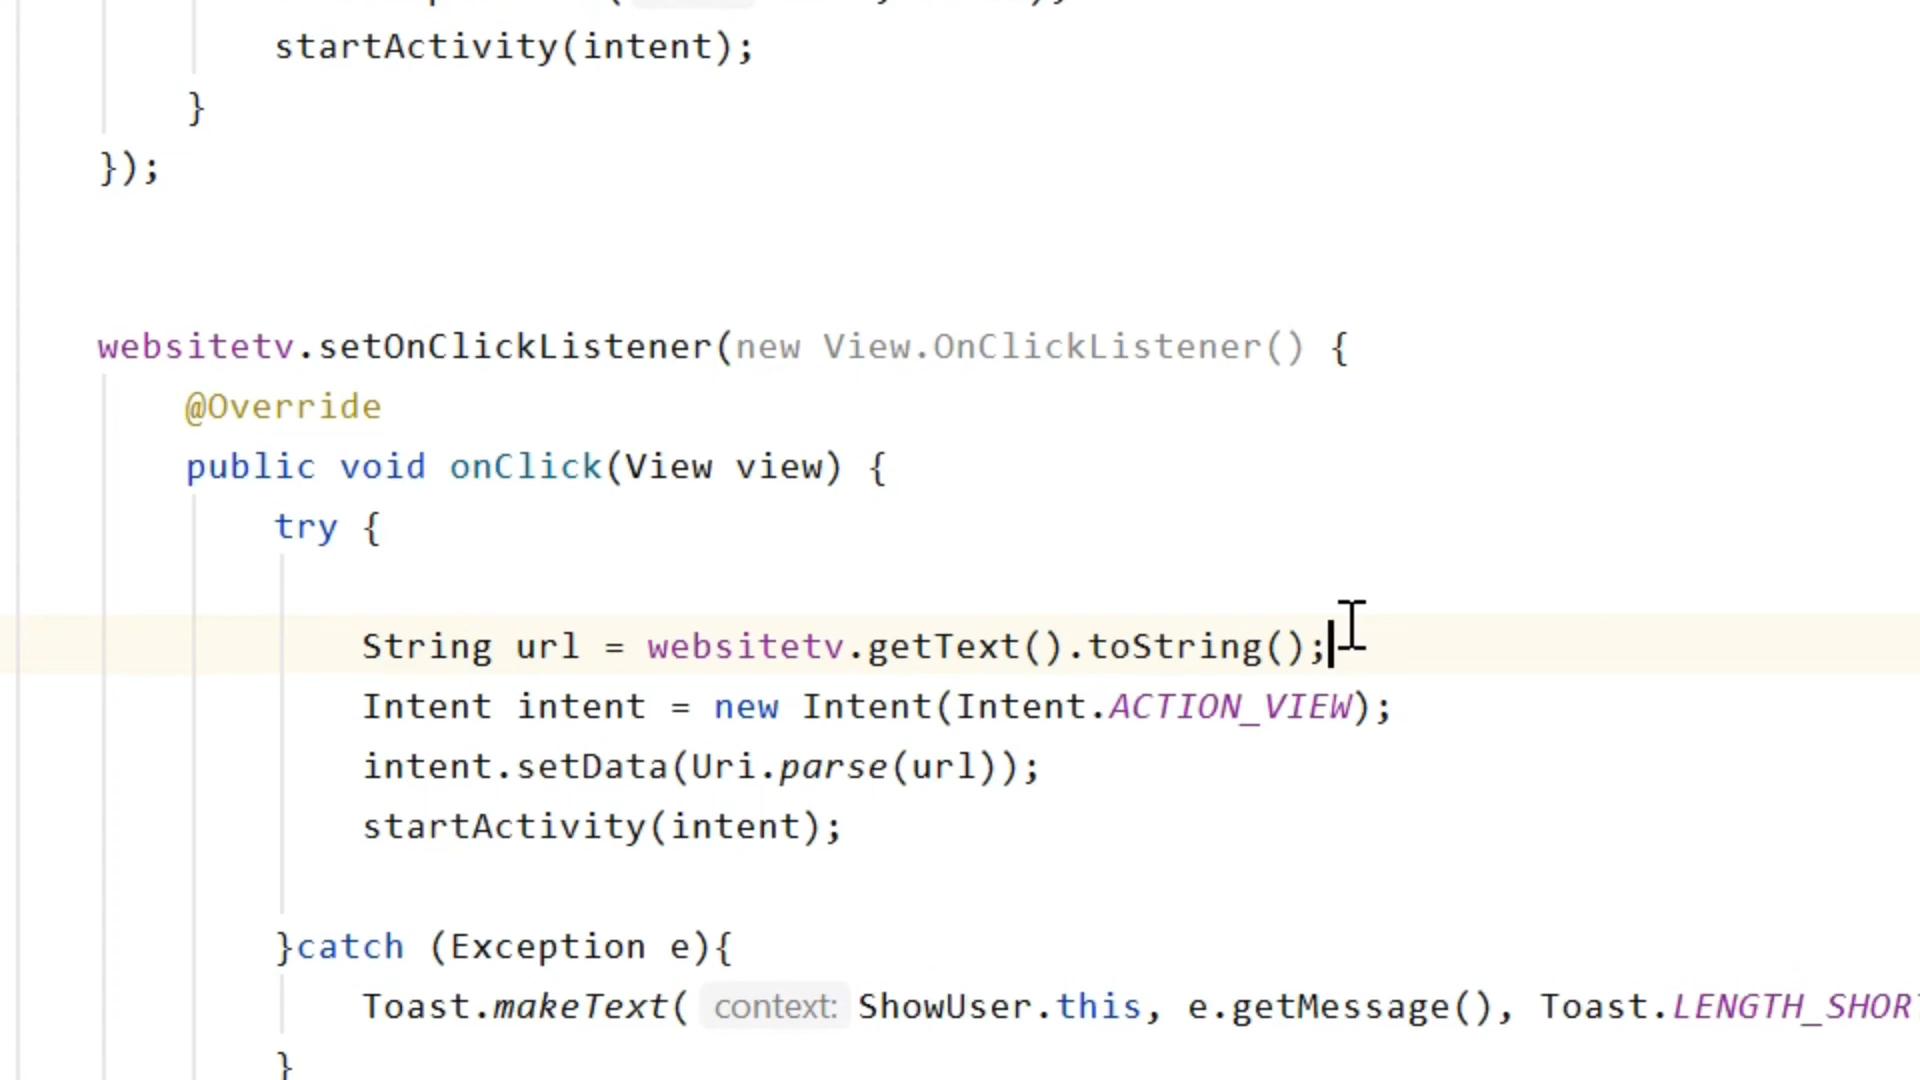 startActivity(intent);
}
});
websitetv.setOnClickListener(new View.OnClickListener() {
@Override
public void onClick(View view) {
try {
String url = websitetv.getText().toString();
Intent intent = new Intent(Intent.ACTION_VIEW);
intent.setData(Uri.parse(url));
startActivity(intent);
}catch (Exception e){
Toast.makeText( context: ShowUser.this, e.getMessage(), Toast.LENGTH_SHOR
}